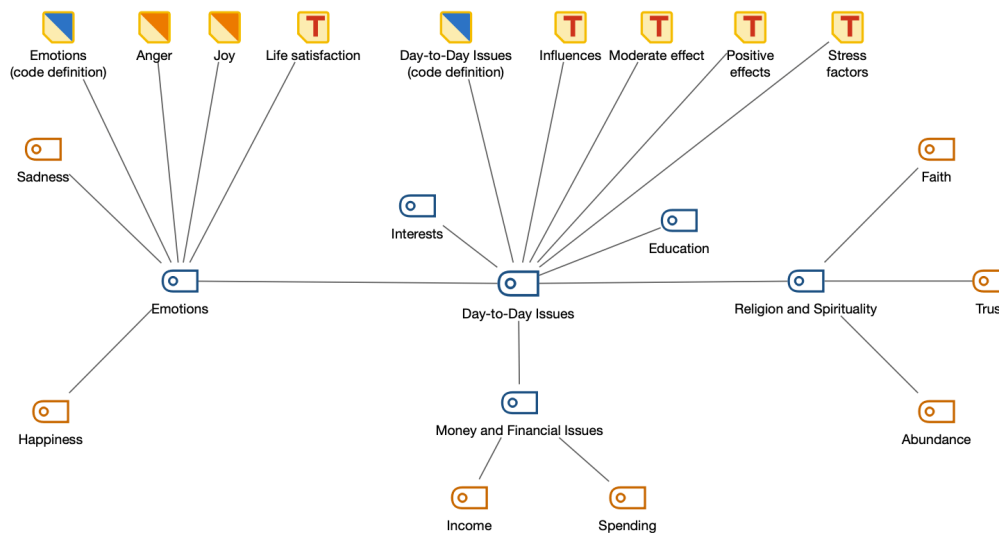 Emotions
(code definition)
Anger
Joy
T
Life satisfaction
Day-to-Day Issues
(code definition)
T
Influences
T
Moderate effect
T
Positive
effects
T
Stress
factors
Sadness
Faith
Interests
Education
Emotions
Day-to-Day Issues
Religion and Spirituality
Trus
Happiness
Money and Financial Issues
Abundance
Income
Spending